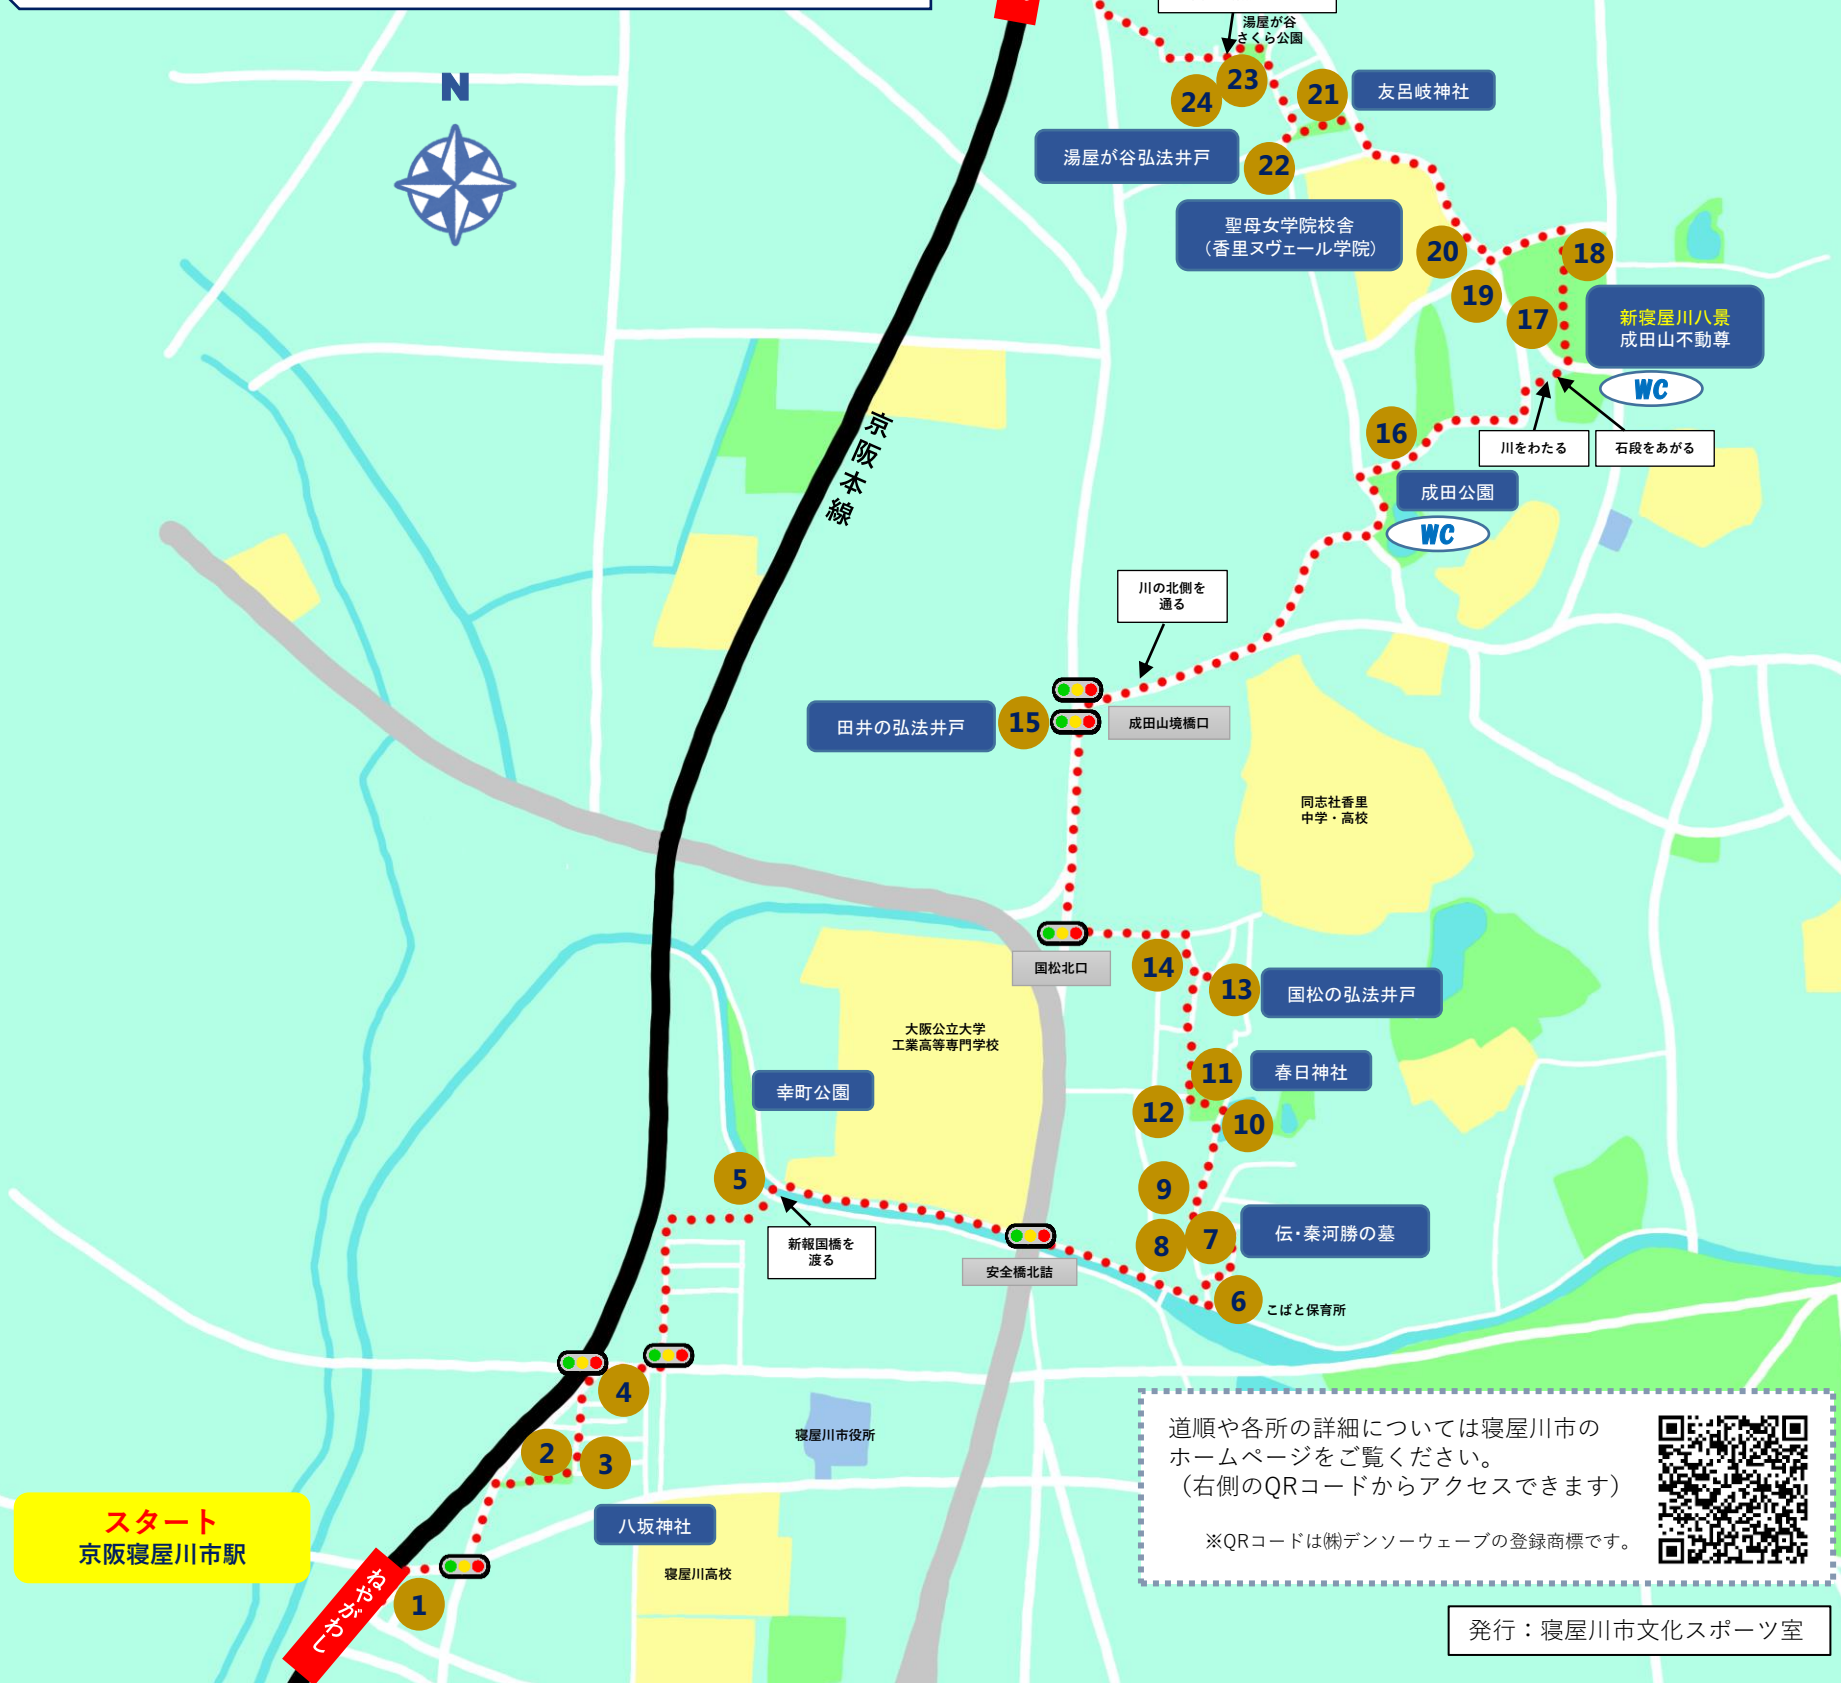 湯屋が谷
さくら公園
N
23
24
21
友呂岐神社
湯屋が谷弘法井戸
22
聖母女学院校舎
（香里ヌヴェール学院）
20
18
19
17
新寝屋川八景
成田山不動尊
WC
京阪本線
16
川をわたる
石段をあがる
成田公園
WC
川の北側を
通る
田井の弘法井戸
15
成田山境橋口
同志社香里
中学・高校
国松北口
14
13
国松の弘法井戸
大阪公立大学
工業高等専門学校
幸町公園
11
春日神社
12
10
5
9
新報国橋を
渡る
8
7
伝・秦河勝の墓
安全橋北詰
6
こばと保育所
4
寝屋川市役所
2
3
八坂神社
寝屋川高校
スタート
京阪寝屋川市駅
ねやがわし
1
道順や各所の詳細については寝屋川市の
ホームページをご覧ください。
（右側のQRコードからアクセスできます）
※QRコードは㈱デンソーウェーブの登録商標です。
発行：寝屋川市文化スポーツ室